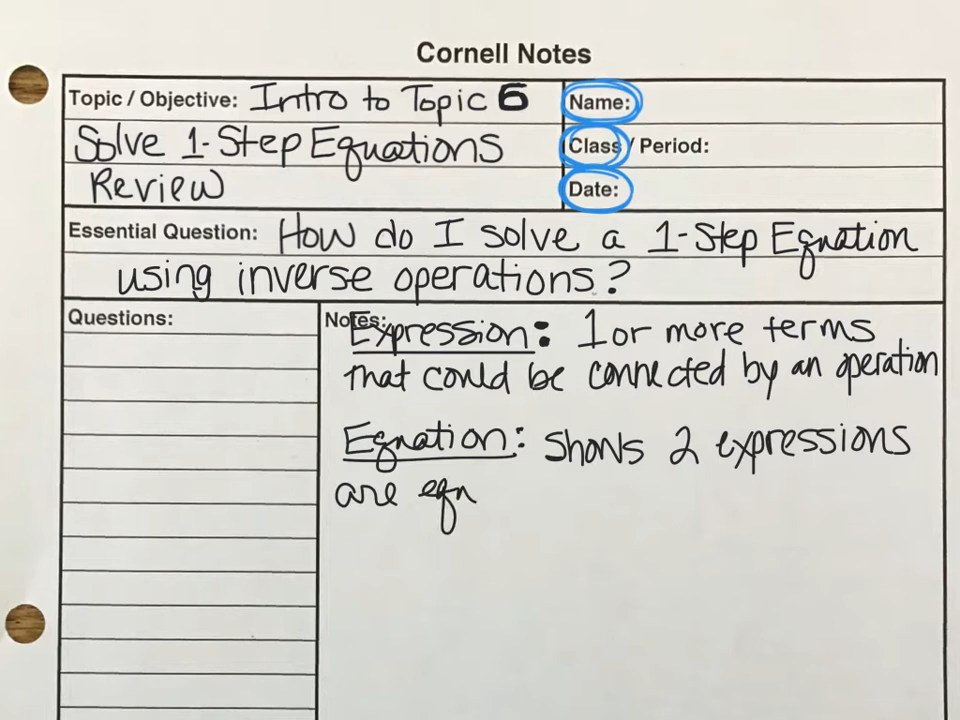 Cornell Notes
Topic / Objective: Intro to Topic 6
Solve 1-Step Equations
Review
Name:
Class / Period:
Date:
Essential Question: How do I solve a 1-Step Equation
using inverse operations?
Questions:
Notes:
Expression: 1 or more terms
that could be connected by an operation
Equation: shows 2 expressions
are equ